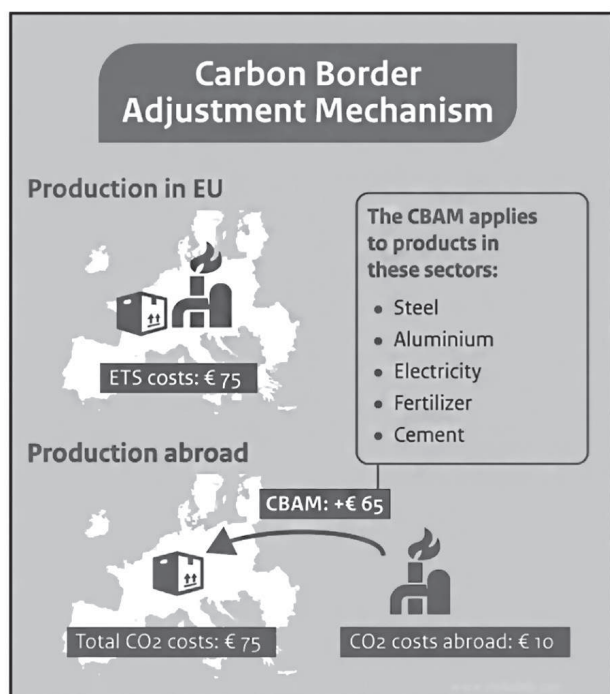 Carbon Border
Adjustment Mechanism
Production in EU
ETS costs: € 75
The CBAM applies
to products in
these sectors:
• Steel
• Aluminium
• Electricity
• Fertilizer
• Cement
Production abroad
CBAM: +€ 65
Total CO2 costs: € 75
CO2 costs abroad: € 10